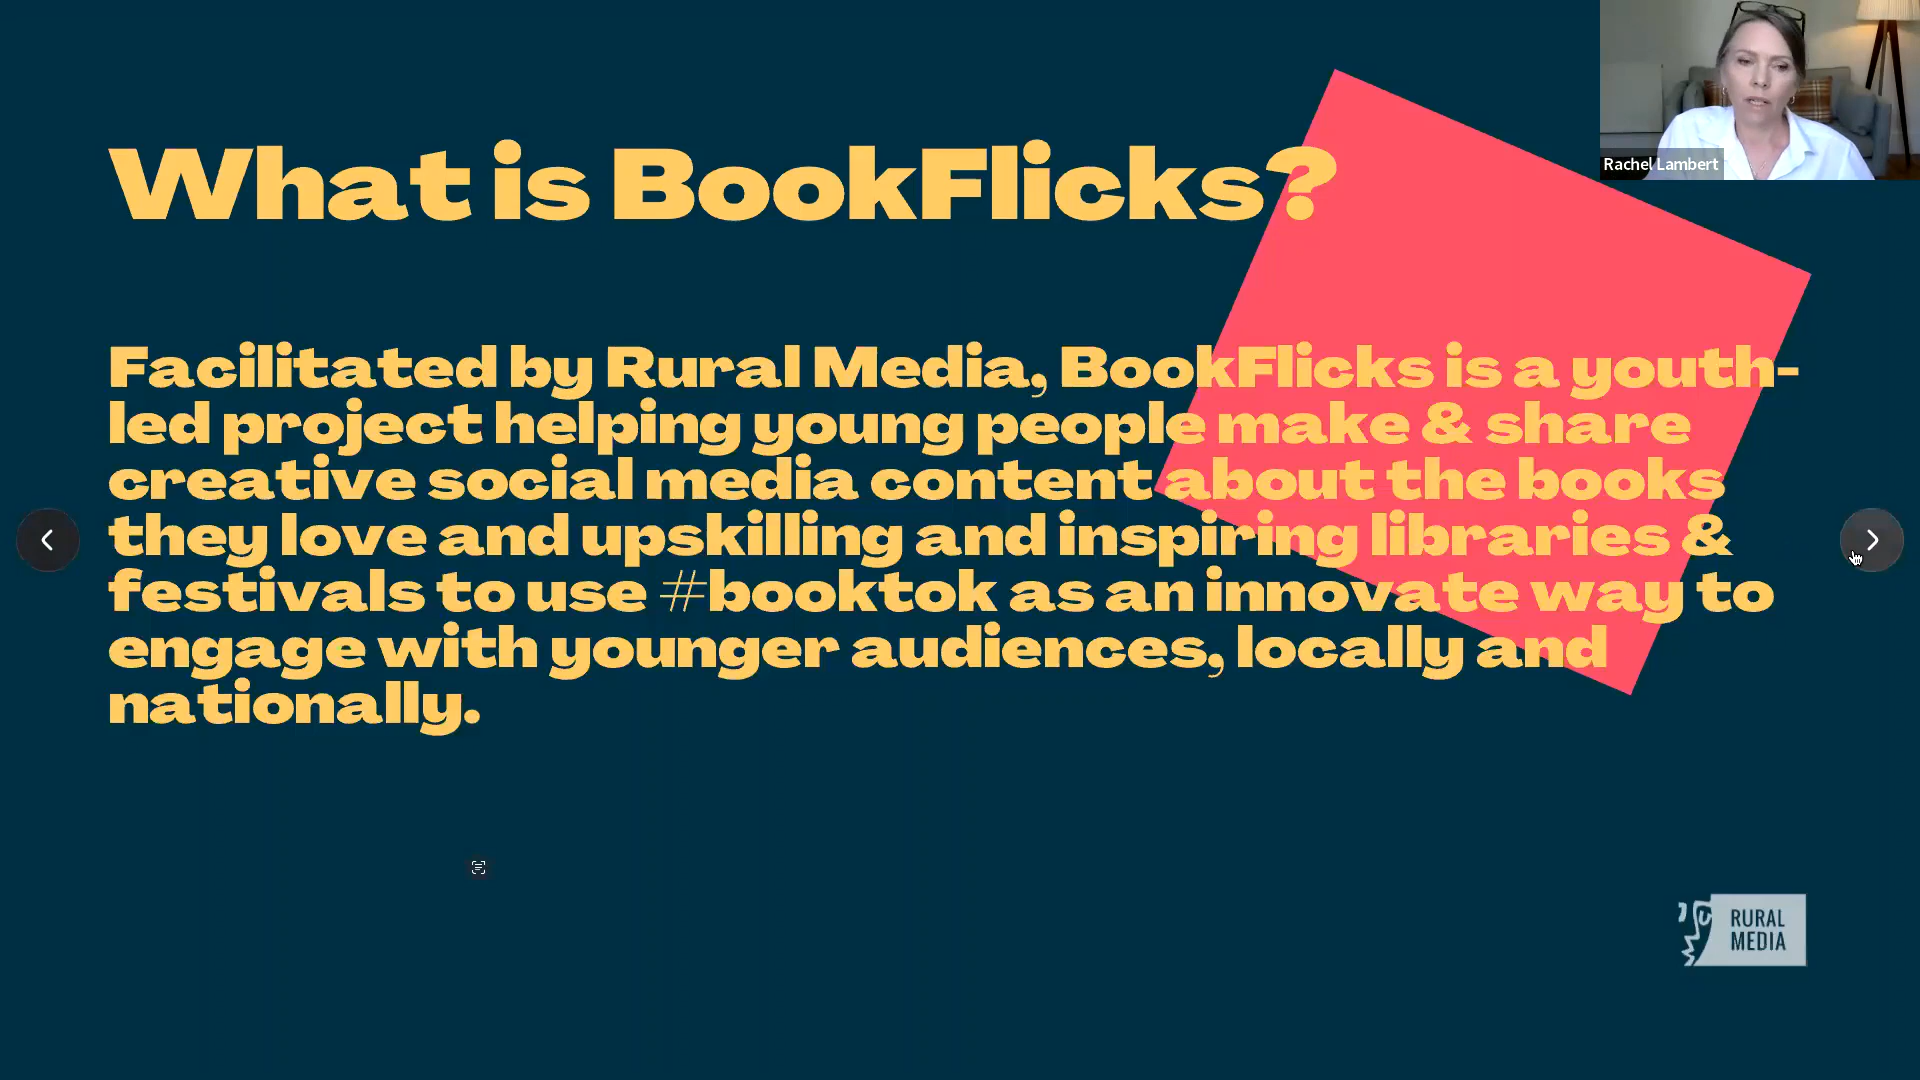 Rachel Lambert
What is BookFlicks?
Facilitated by Rural Media, BookFlicks is a youth-
led project helping young people make & share
creative social media content about the books
they love and upskilling and inspiring libraries &
festivals to use #booktok as an innovate way to
engage with younger audiences, locally and
nationally.
RURAL
MEDIA